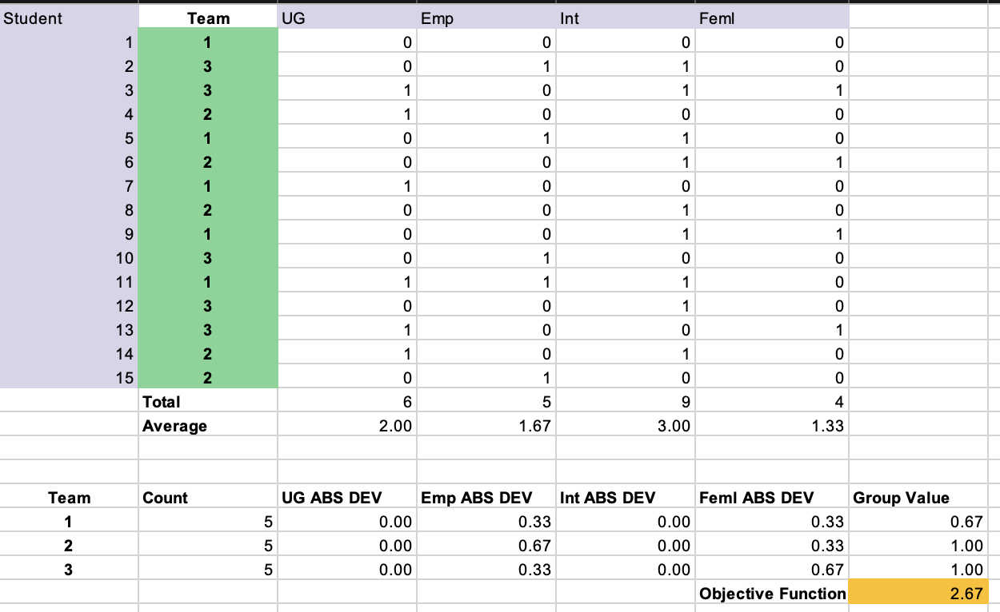 Student Team UG Emp Int Feml
1 1 0 0 0 0
2 3 0 1 1 0
3 3 1 0 1 1
4 2 1 0 0 0
5 1 0 1 1 0
6 2 0 0 1 1
7 1 1 0 0 0
8 2 0 0 1 0
9 1 0 0 1 1
10 3 0 1 0 0
11 1 1 1 1 0
12 3 0 0 1 0
13 3 1 0 0 1
14 2 1 0 1 0
15 2 0 1 0 0
Total 6 5 9 4
Average 2.00 1.67 3.00 1.33
Team Count UG ABS DEV Emp ABS DEV Int ABS DEV Feml ABS DEV Group Value
1 5 0.00 0.33 0.00 0.33 0.67
2 5 0.00 0.67 0.00 0.33 1.00
3 5 0.00 0.33 0.00 0.67 1.00
Objective Function 2.67